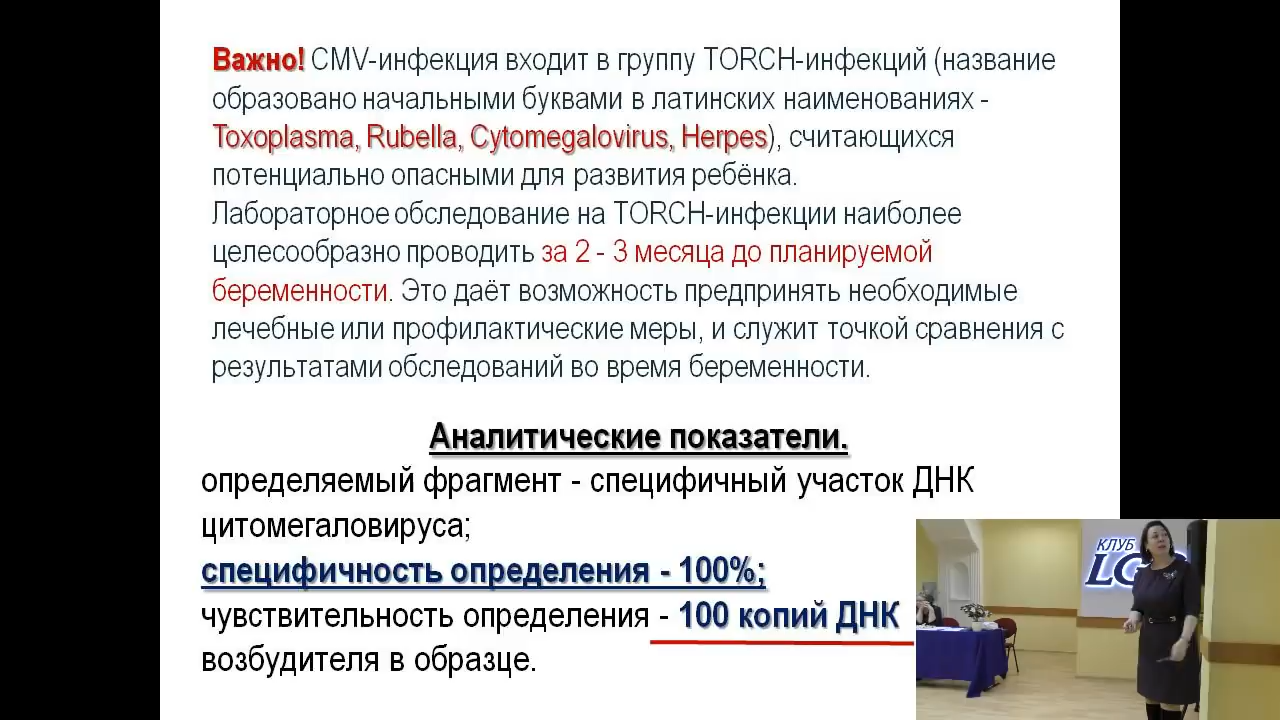 Важно! CMV-инфекция входит в группу TORCH-инфекций (название
образовано начальными буквами в латинских наименованиях -
Toxoplasma, Rubella, Cytomegalovirus, Herpes), считающихся
потенциально опасными для развития ребёнка.
Лабораторное обследование на TORCH-инфекции наиболее
целесообразно проводить за 2 - 3 месяца до планируемой
беременности. Это даёт возможность предпринять необходимые
лечебные или профилактические меры, и служит точкой сравнения с
результатами обследований во время беременности.
Аналитические показатели.
определяемый фрагмент - специфичный участок ДНК
цитомегаловируса;
специфичность определения - 100%;
чувствительность определения - 100 копий ДНК
возбудителя в образце.
КЛУБ